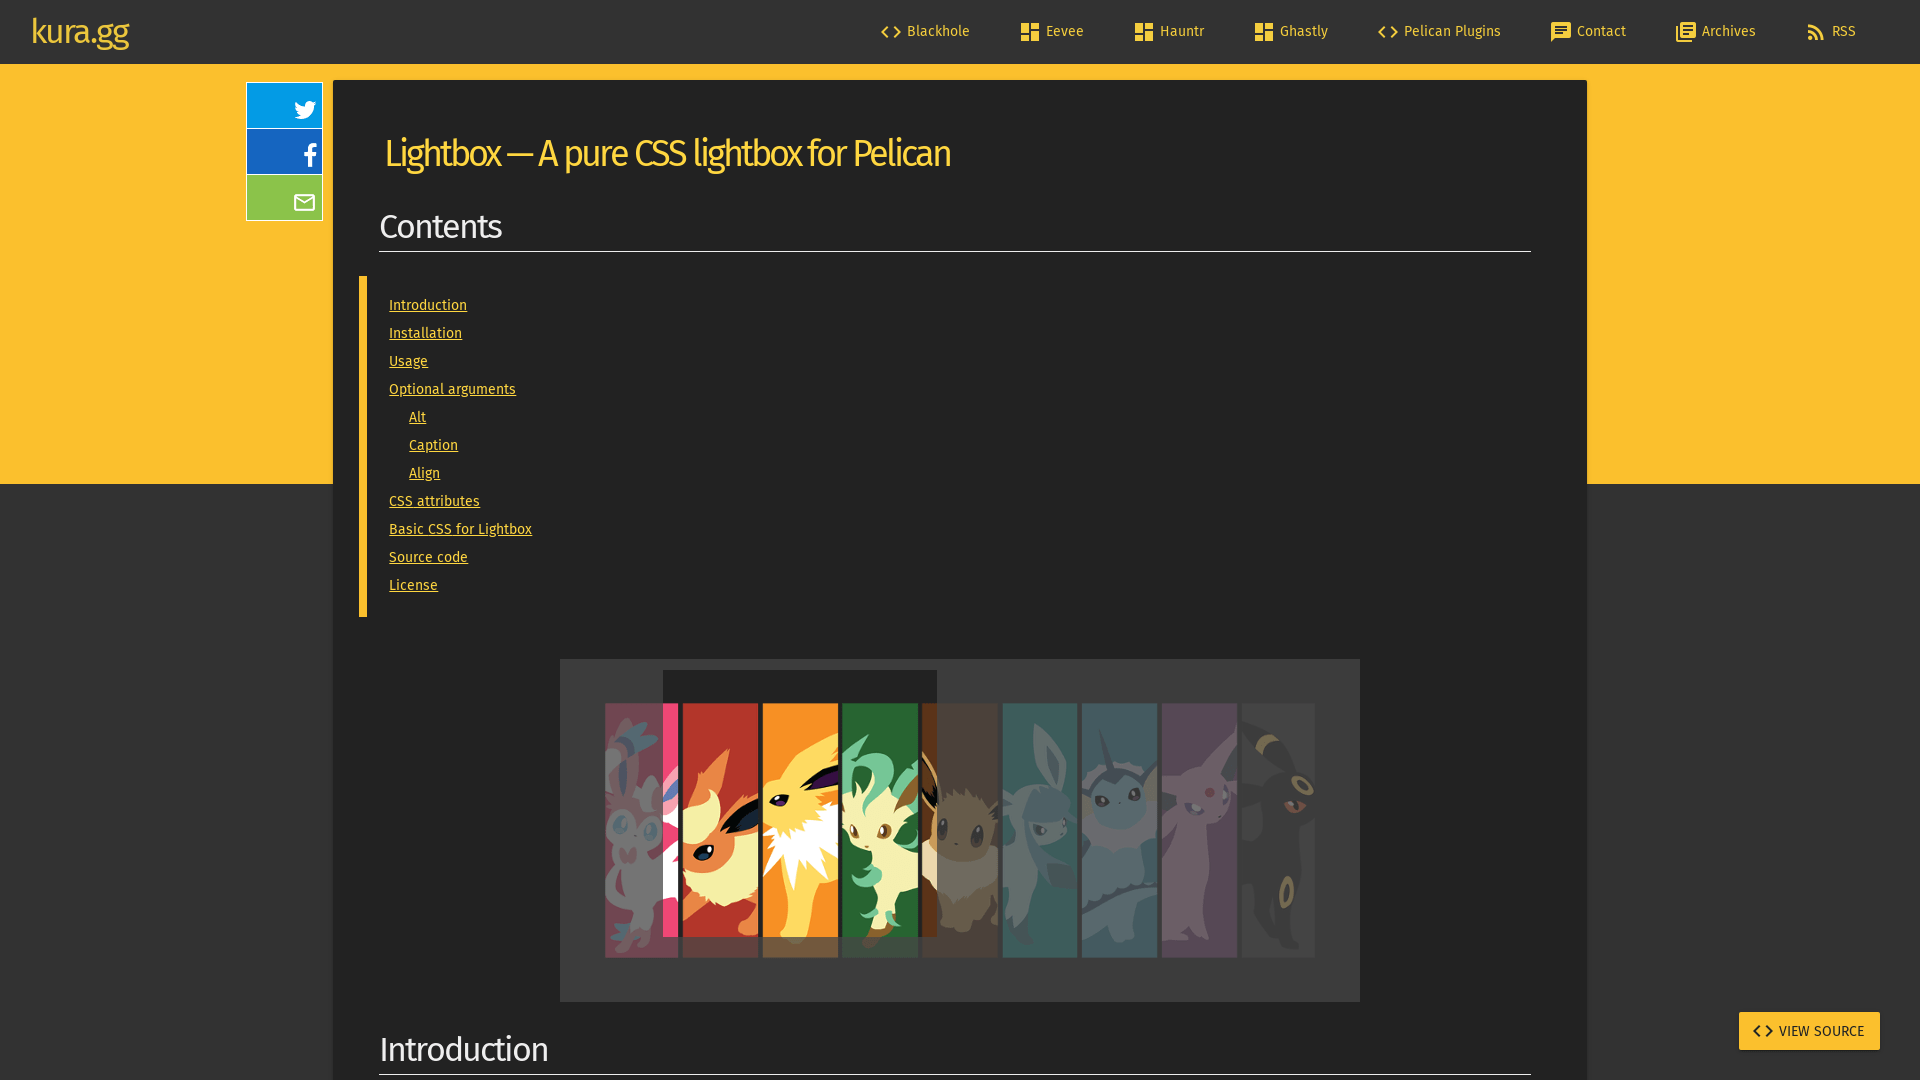 kura.gg
Blackhole
Eevee
Hauntr
Ghastly
Pelican Plugins
Contact
Archives
RSS
Lightbox — A pure CSS lightbox for Pelican
Contents
Introduction
Installation
Usage
Optional arguments
Alt
Caption
Align
CSS attributes
Basic CSS for Lightbox
Source code
License
Introduction
VIEW SOURCE